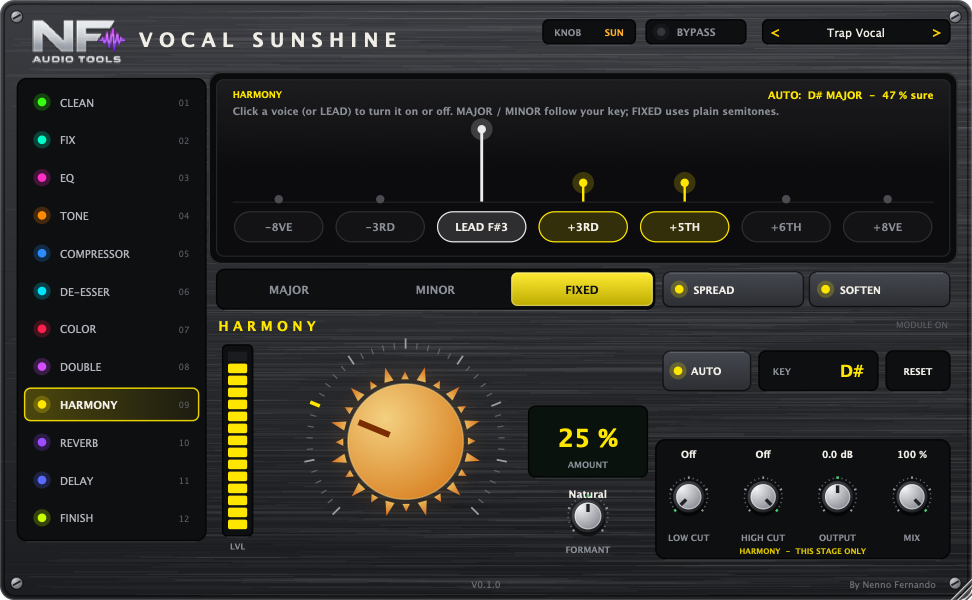 NF
AUDIO TOOLS
VOCAL SUNSHINE
KNOB SUN
BYPASS
< Trap Vocal >
CLEAN 01
FIX 02
EQ 03
TONE 04
COMPRESSOR 05
DE-ESSER 06
COLOR 07
DOUBLE 08
HARMONY 09
REVERB 10
DELAY 11
FINISH 12
HARMONY
AUTO: D# MAJOR – 47 % sure
Click a voice (or LEAD) to turn it on or off. MAJOR / MINOR follow your key; FIXED uses plain semitones.
−8VE
−3RD
LEAD F#3
+3RD
+5TH
+6TH
+8VE
MAJOR
MINOR
FIXED
SPREAD
SOFTEN
HARMONY
MODULE ON
AUTO
KEY D#
RESET
25 %
AMOUNT
Natural
FORMANT
LVL
Off
Off
0.0 dB
100 %
LOW CUT
HIGH CUT
OUTPUT
MIX
HARMONY – THIS STAGE ONLY
V0.1.0
By Nenno Fernando